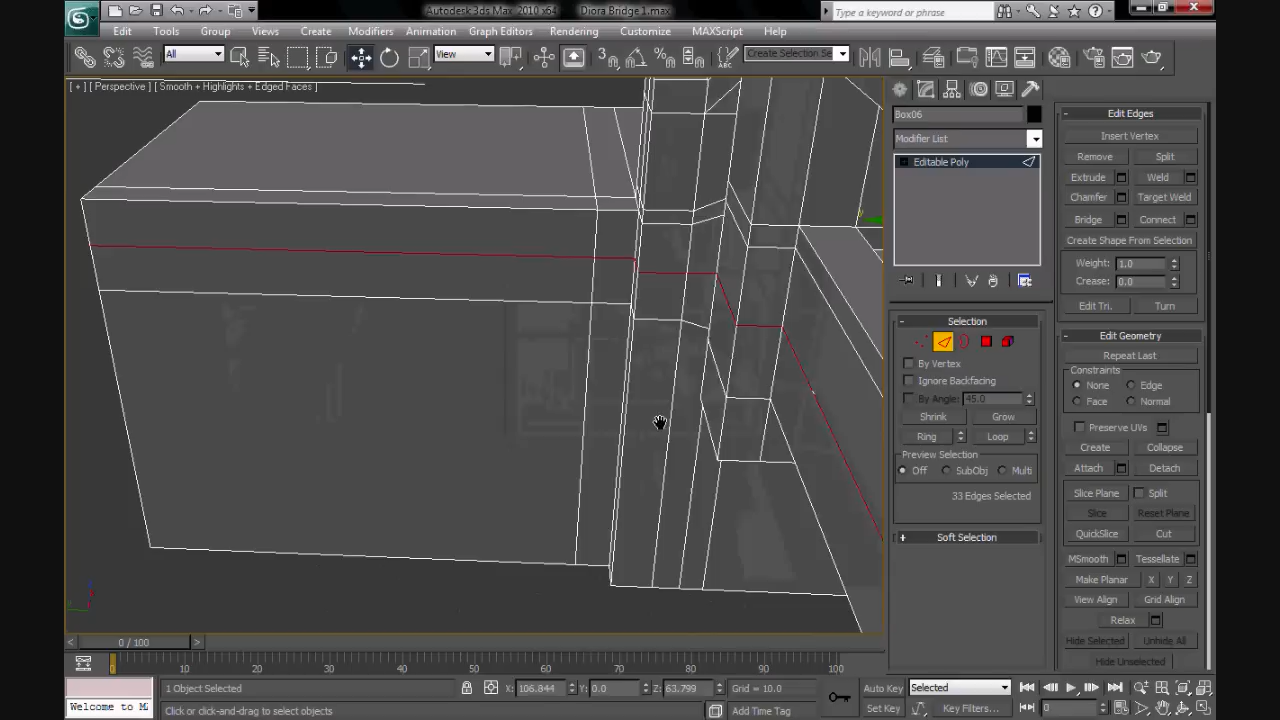 Autodesk 3ds Max 2010 x64 Diora Bridge 1.max
Type a keyword or phrase
Edit Tools Group Views Create Modifiers Animation Graph Editors Rendering Customize MAXScript Help
All View Create Selection Se
[ + ] [ Perspective ] [ Smooth + Highlights + Edged Faces ]
Box06
Modifier List
Editable Poly
Selection
By Vertex
Ignore Backfacing
By Angle: 45.0
Shrink Grow
Ring Loop
Preview Selection
Off SubObj Multi
33 Edges Selected
Soft Selection
Edit Edges
Insert Vertex
Remove Split
Extrude Weld
Chamfer Target Weld
Bridge Connect
Create Shape From Selection
Weight: 1.0
Crease: 0.0
Edit Tri. Turn
Edit Geometry
Repeat Last
Constraints
None Edge
Face Normal
Preserve UVs
Create Collapse
Attach Detach
Slice Plane Split
Slice Reset Plane
QuickSlice Cut
MSmooth Tessellate
Make Planar X Y Z
View Align Grid Align
Relax
Hide Selected Unhide All
Hide Unselected
0 / 100
0 10 20 30 40 50 60 70 80 90 100
1 Object Selected X: 106.844 Y: 0.0 Z: 63.799 Grid = 10.0 Auto Key Selected
Welcome to M Click or click-and-drag to select objects Add Time Tag Set Key Key Filters... 0